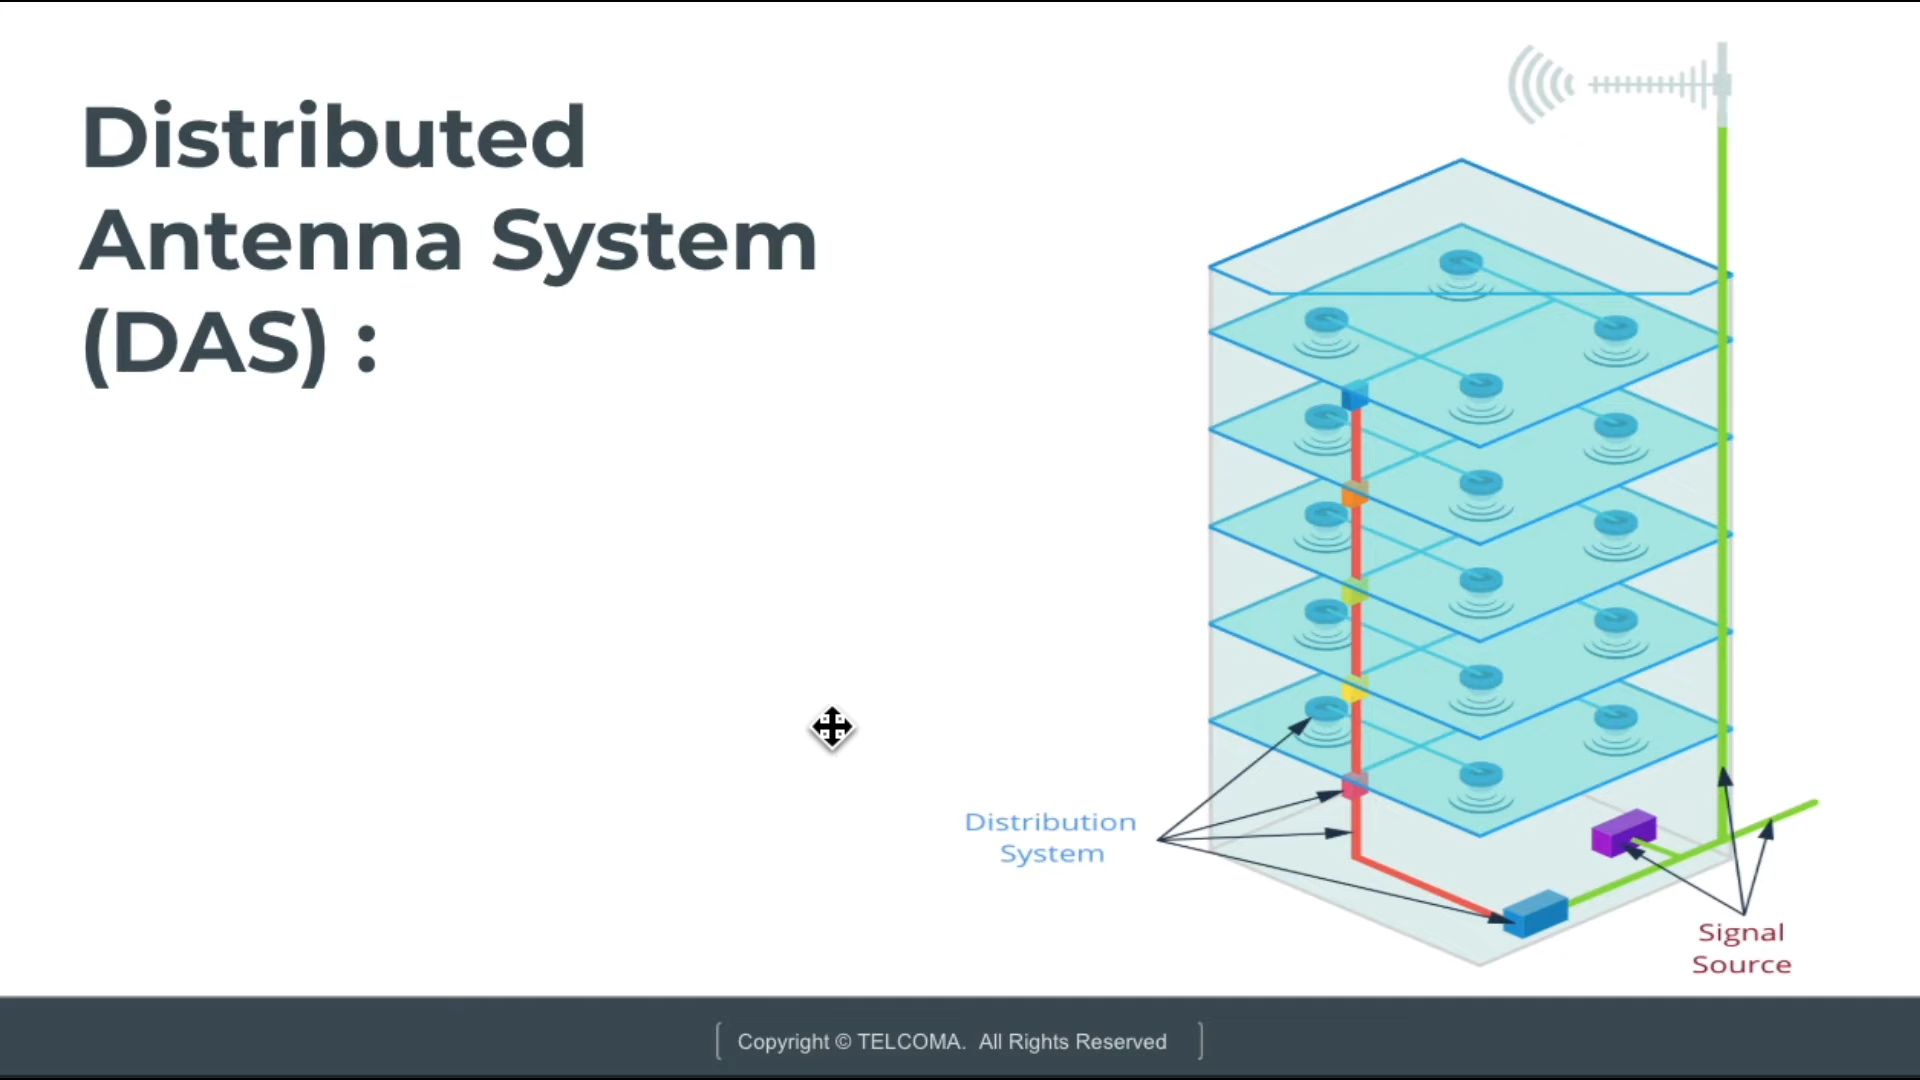 Distributed
Antenna System
(DAS) :
Distribution
System
Signal
Source
Copyright © TELCOMA. All Rights Reserved